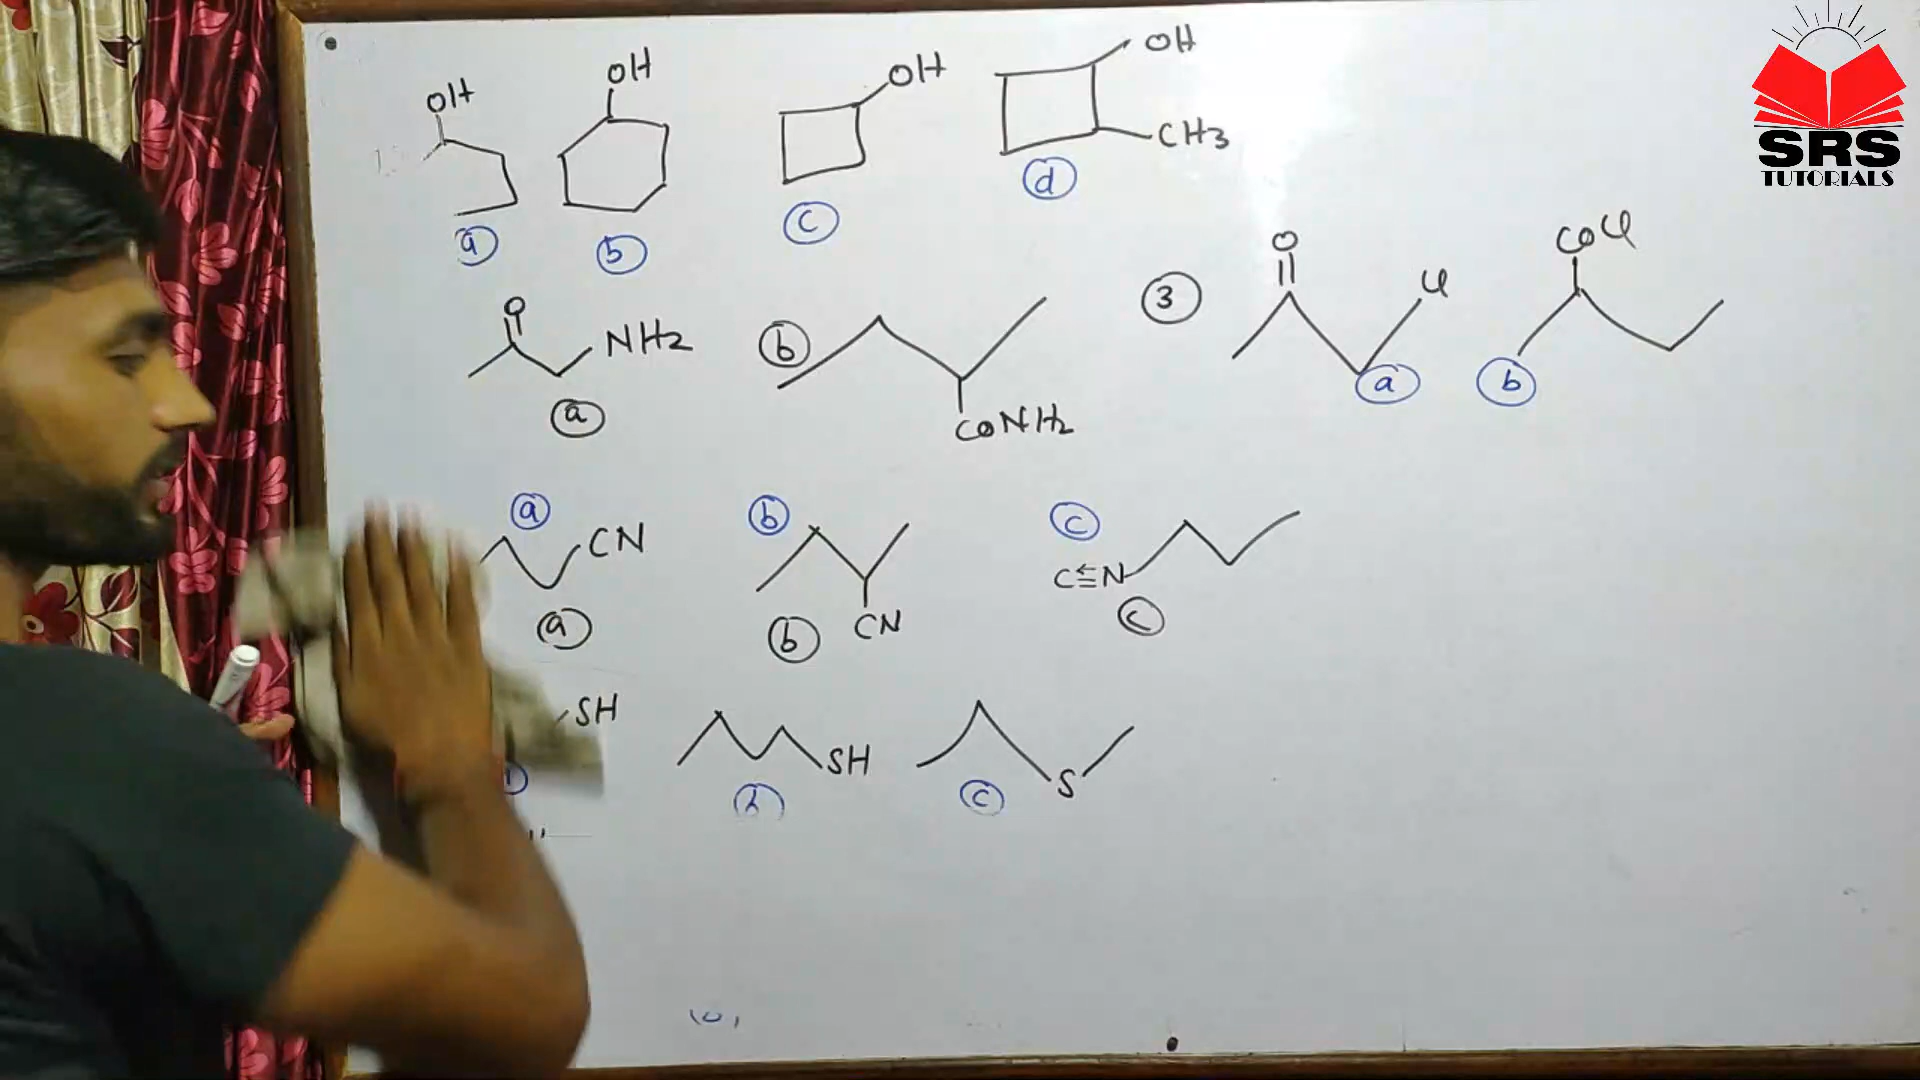 OH OH OH OH
CH3
a b c d
O NH2 b CONH2
a
3 O Cl COCl
a b
a b c
CN CN C≡N
a b c
SH SH S
b c
SRS
TUTORIALS